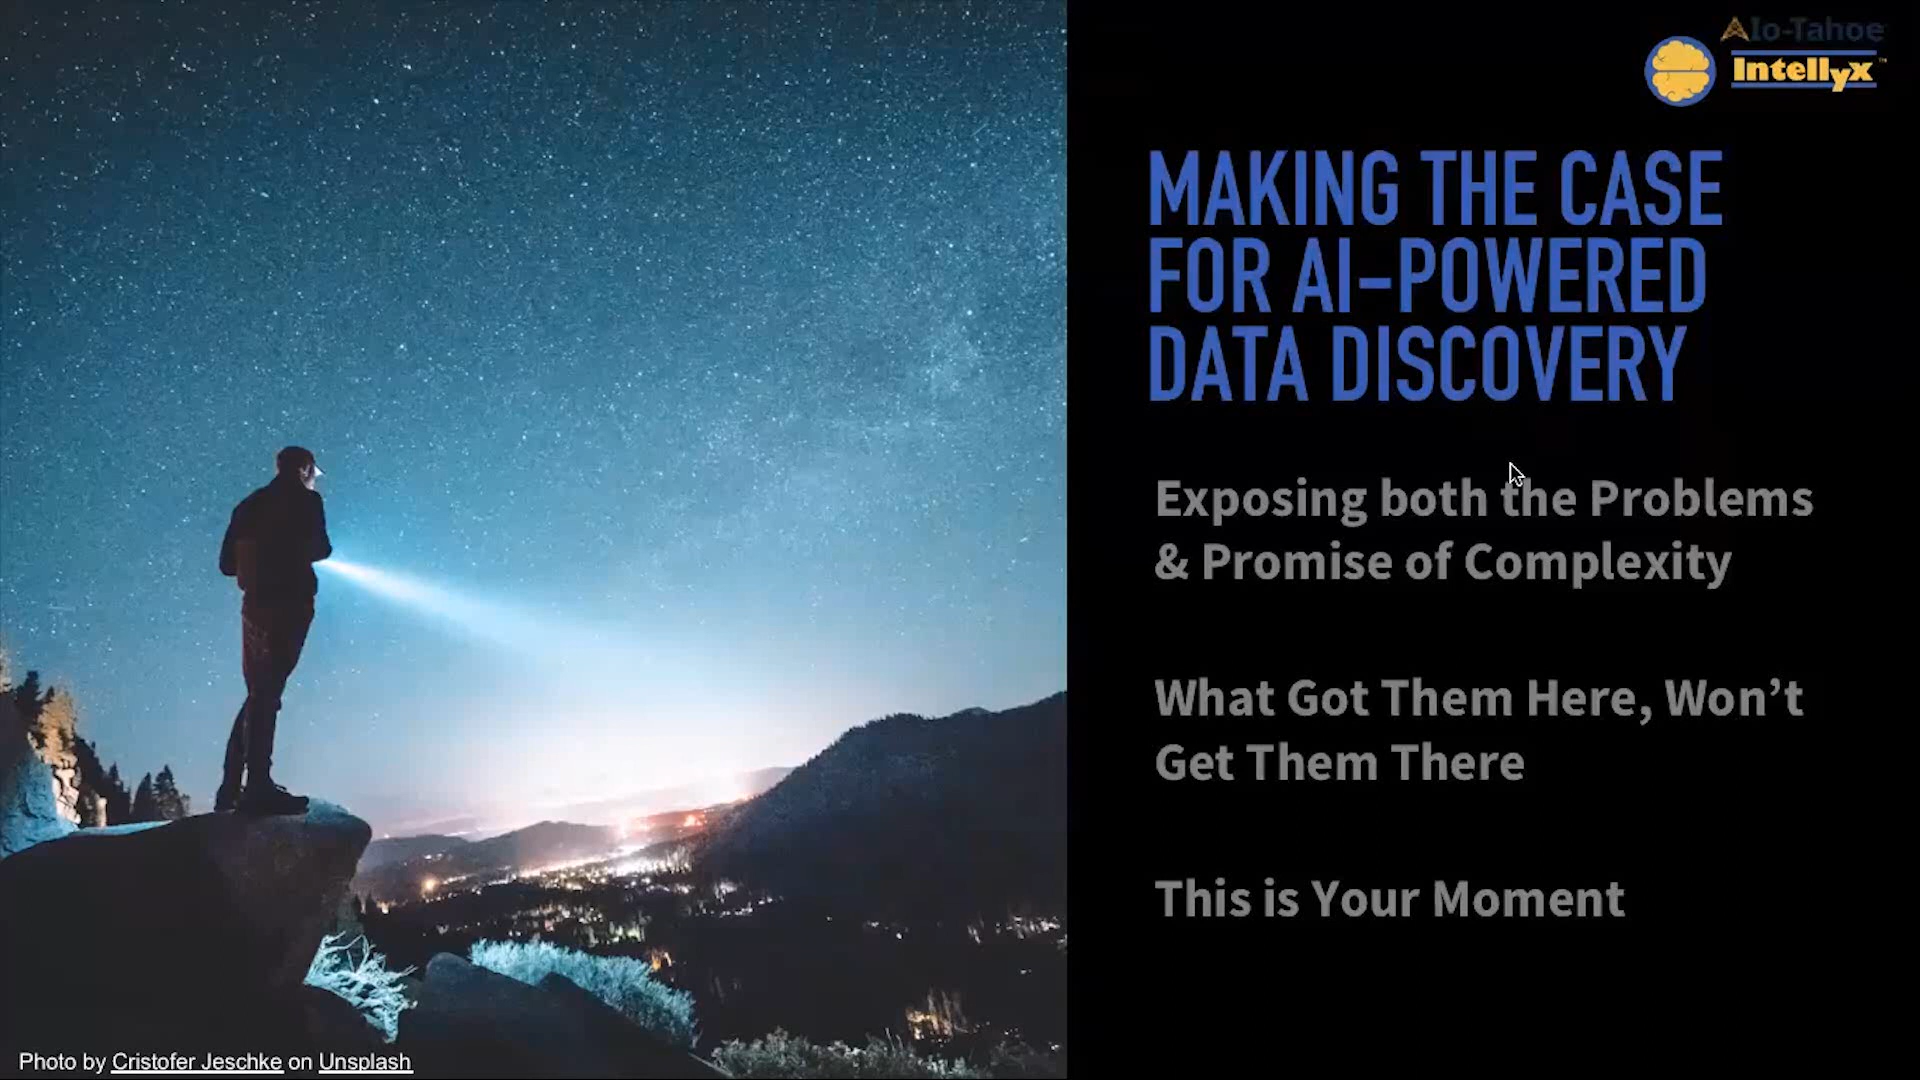 Io-Tahoe
Intellyx™
MAKING THE CASE
FOR AI-POWERED
DATA DISCOVERY
Exposing both the Problems
& Promise of Complexity
What Got Them Here, Won’t
Get Them There
This is Your Moment
Photo by Cristofer Jeschke on Unsplash